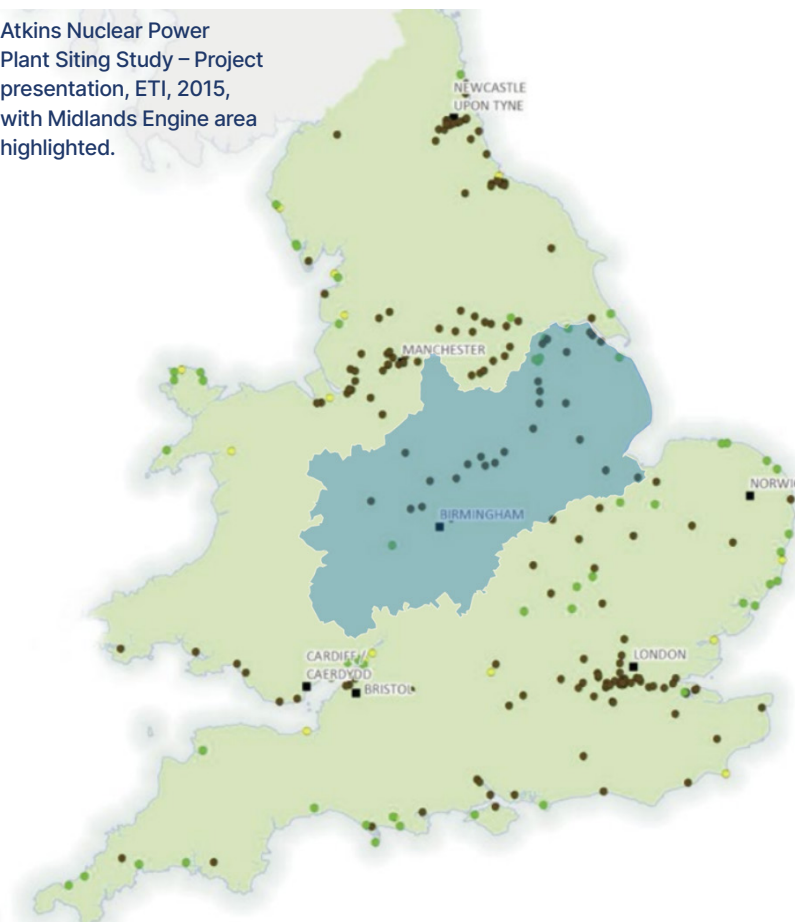 Atkins Nuclear Power
Plant Siting Study – Project
presentation, ETI, 2015,
with Midlands Engine area
highlighted.
NEWCASTLE
UPON TYNE
MANCHESTER
NORWI
BIRMINGHAM
LONDON
CARDIFF /
CAERDYDD
BRISTOL